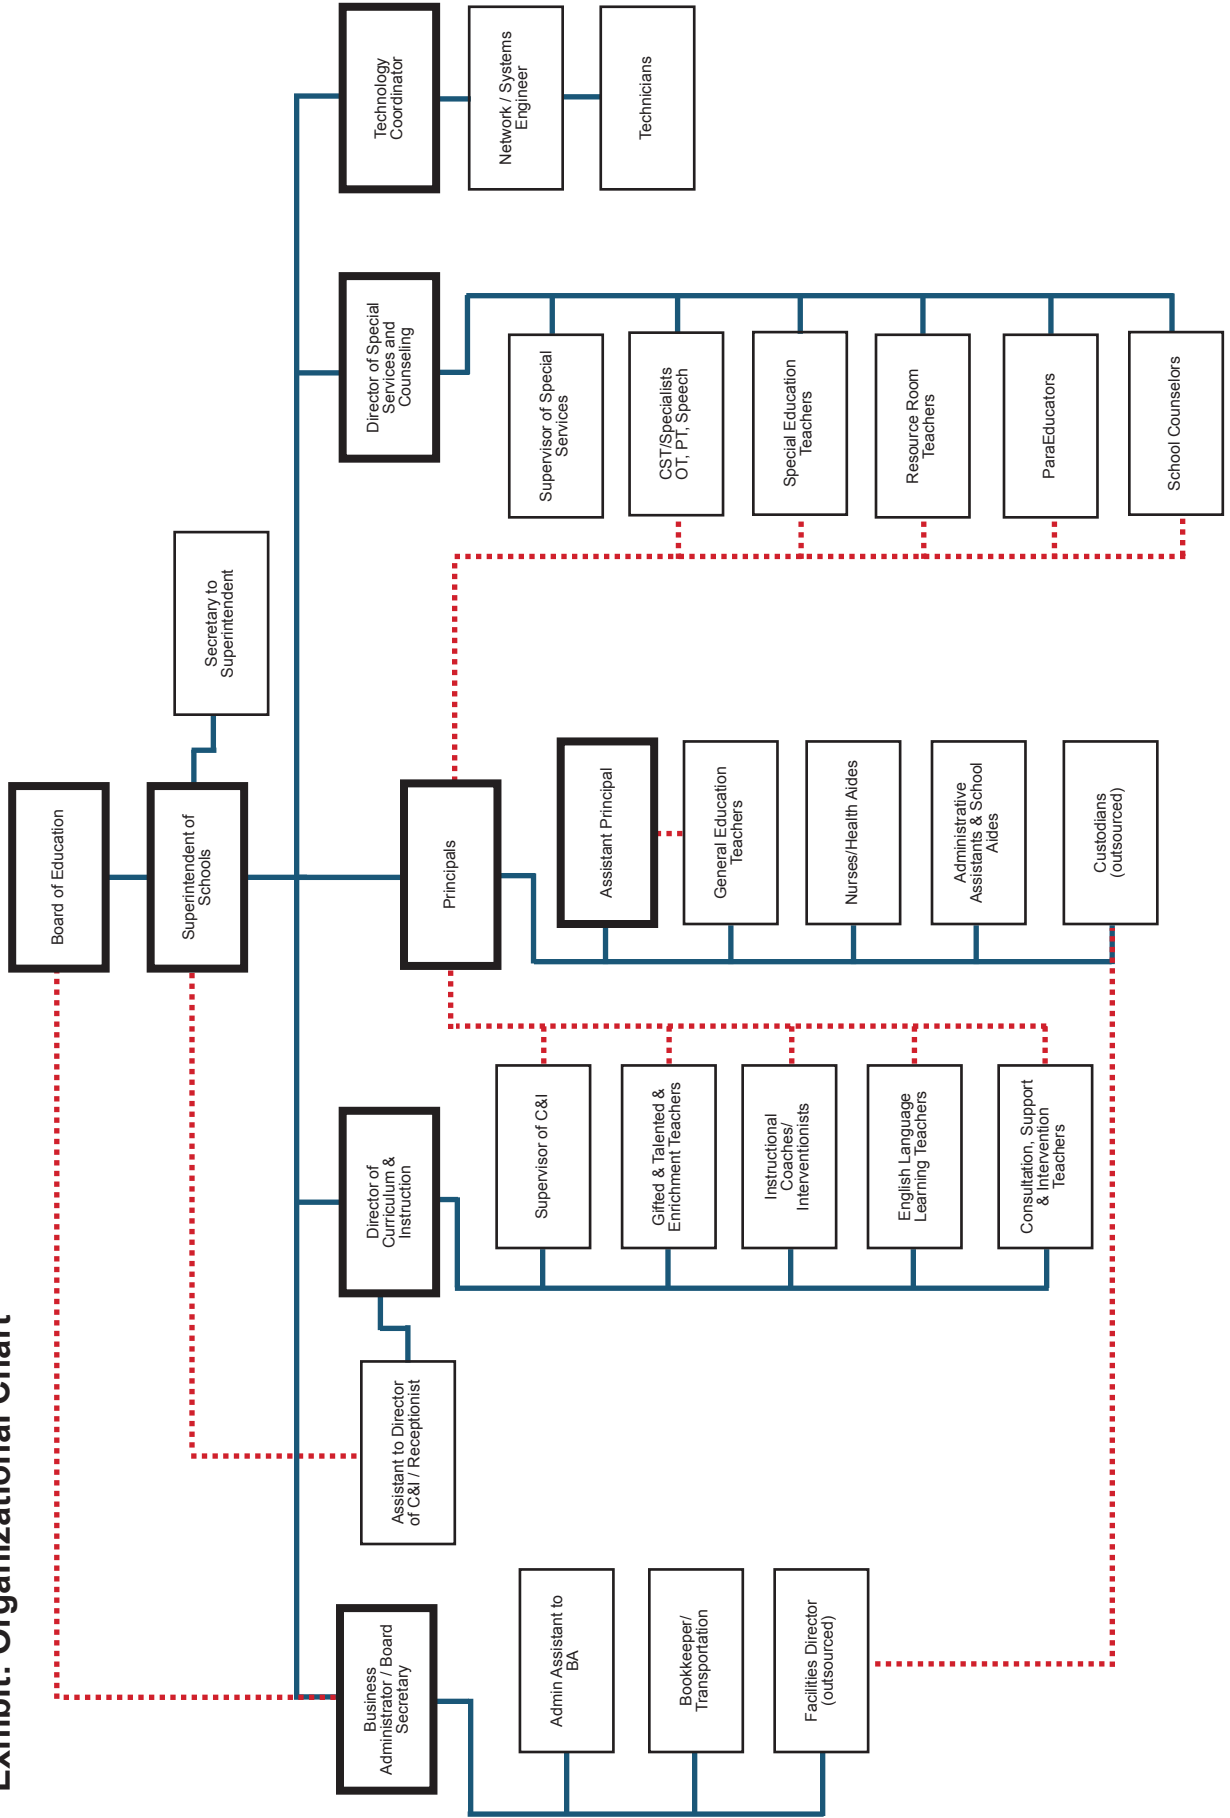 Exhibit: Organizational Chart
Board of Education
Superintendent of
Schools
Secretary to
Superintendent
Business
Administrator / Board
Secretary
Admin Assistant to
BA
Bookkeeper/
Transportation
Facilities Director
(outsourced)
Assistant to Director
of C&I / Receptionist
Director of
Curriculum &
Instruction
Supervisor of C&I
Gifted & Talented &
Enrichment Teachers
Instructional
Coaches/
Interventionists
English Language
Learning Teachers
Consultation, Support
& Intervention
Teachers
Principals
Assistant Principal
General Education
Teachers
Nurses/Health Aides
Administrative
Assistants & School
Aides
Custodians
(outsourced)
Director of Special
Services and
Counseling
Supervisor of Special
Services
CST/Specialists
OT, PT, Speech
Special Education
Teachers
Resource Room
Teachers
ParaEducators
School Counselors
Technology
Coordinator
Network / Systems
Engineer
Technicians